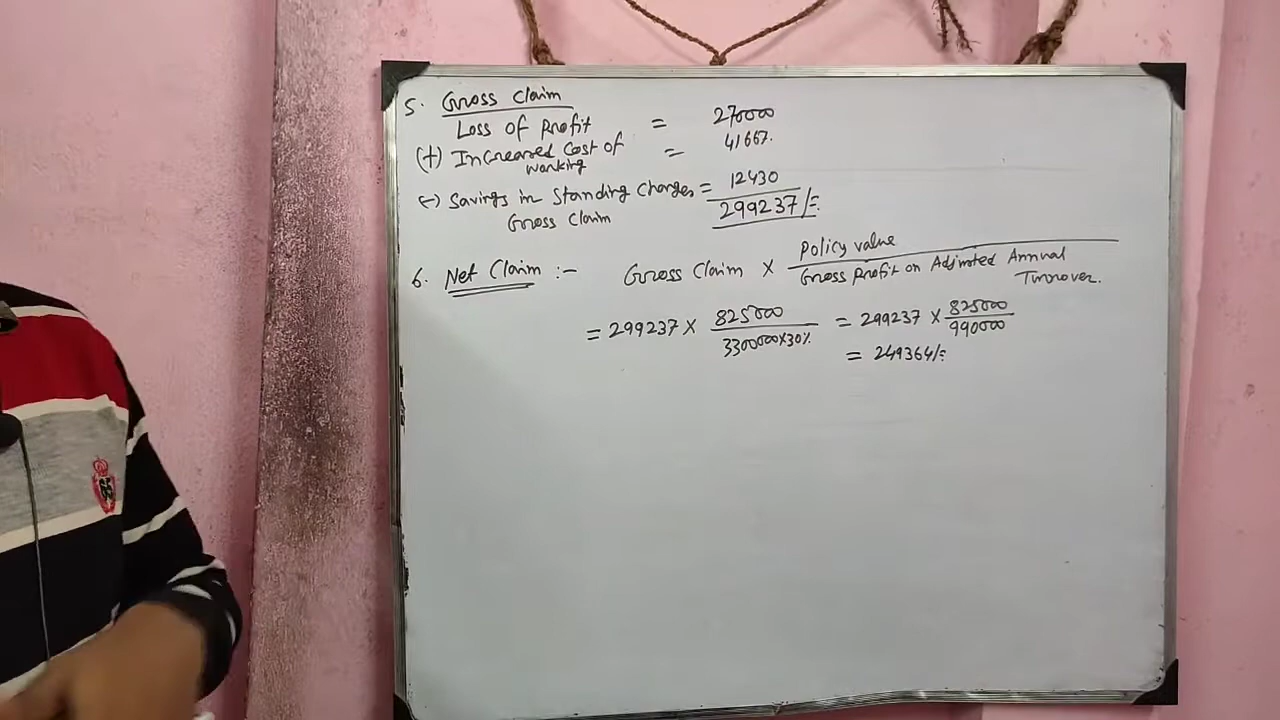 5. Gross Claim
Loss of Profit = 270000
(+) Increased Cost of Working = 41667.
(-) Savings in Standing Charges = 12430
Gross Claim 299237/=
6. Net Claim :- Gross Claim × Policy value / Gross Profit on Adjusted Annual Turnover.
= 299237 × 825000 / 3300000×30% = 299237 × 825000 / 990000
= 249364/=